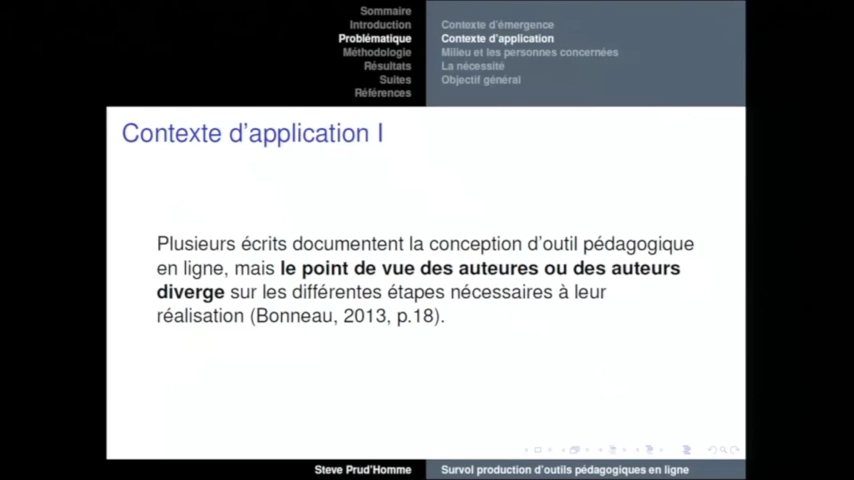 Sommaire
Introduction
Problématique
Méthodologie
Résultats
Suites
Références
Contexte d'émergence
Contexte d'application
Milieu et les personnes concernées
La nécessité
Objectif général
Contexte d'application I
Plusieurs écrits documentent la conception d'outil pédagogique
en ligne, mais le point de vue des auteures ou des auteurs
diverge sur les différentes étapes nécessaires à leur
réalisation (Bonneau, 2013, p.18).
Steve Prud'Homme
Survol production d'outils pédagogiques en ligne